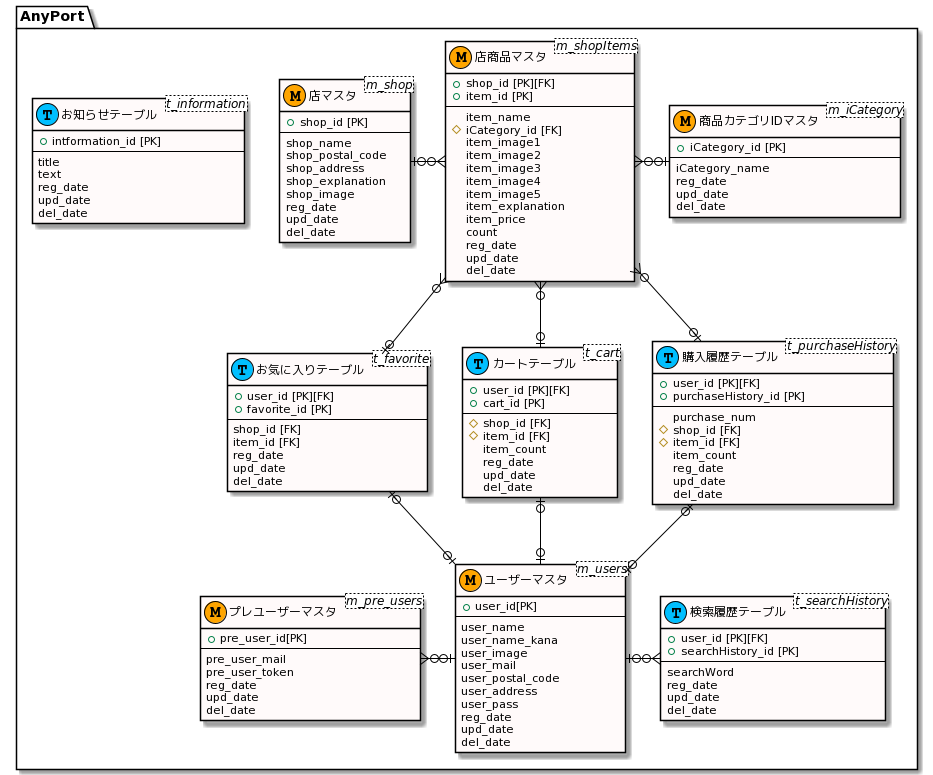 AnyPort
M 店商品マスタ
m_shopItems
shop_id [PK][FK]
item_id [PK]
item_name
iCategory_id [FK]
item_image1
item_image2
item_image3
item_image4
item_image5
item_explanation
item_price
count
reg_date
upd_date
del_date
T お知らせテーブル
t_information
intformation_id [PK]
title
text
reg_date
upd_date
del_date
M 店マスタ
m_shop
shop_id [PK]
shop_name
shop_postal_code
shop_address
shop_explanation
shop_image
reg_date
upd_date
del_date
M 商品カテゴリIDマスタ
m_iCategory
iCategory_id [PK]
iCategory_name
reg_date
upd_date
del_date
T お気に入りテーブル
t_favorite
user_id [PK][FK]
favorite_id [PK]
shop_id [FK]
item_id [FK]
reg_date
upd_date
del_date
T カートテーブル
t_cart
user_id [PK][FK]
cart_id [PK]
shop_id [FK]
item_id [FK]
item_count
reg_date
upd_date
del_date
T 購入履歴テーブル
t_purchaseHistory
user_id [PK][FK]
purchaseHistory_id [PK]
purchase_num
shop_id [FK]
item_id [FK]
item_count
reg_date
upd_date
del_date
M プレユーザーマスタ
m_pre_users
pre_user_id[PK]
pre_user_mail
pre_user_token
reg_date
upd_date
del_date
M ユーザーマスタ
m_users
user_id[PK]
user_name
user_name_kana
user_image
user_mail
user_postal_code
user_address
user_pass
reg_date
upd_date
del_date
T 検索履歴テーブル
t_searchHistory
user_id [PK][FK]
searchHistory_id [PK]
searchWord
reg_date
upd_date
del_date